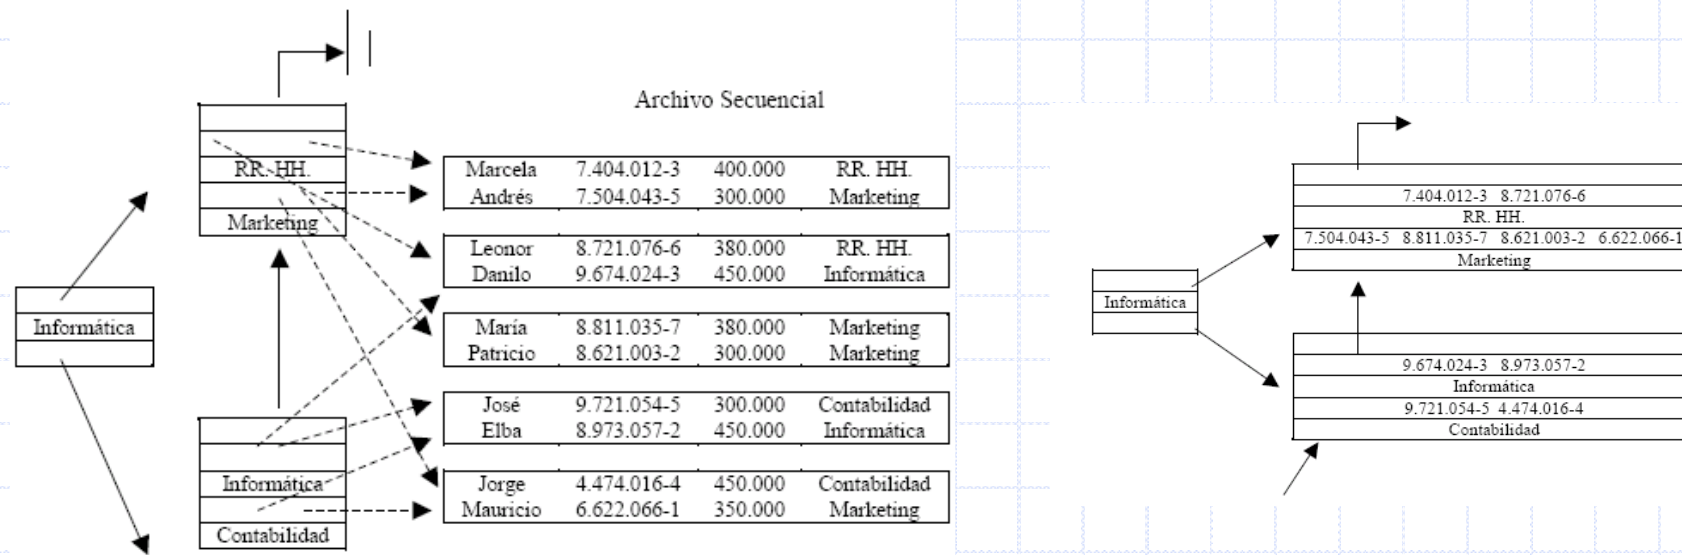 Archivo Secuencial
RR. HH.
Marketing
Informática
Informática
Contabilidad
Marcela 7.404.012-3 400.000 RR. HH.
Andrés 7.504.043-5 300.000 Marketing
Leonor 8.721.076-6 380.000 RR. HH.
Danilo 9.674.024-3 450.000 Informática
María 8.811.035-7 380.000 Marketing
Patricio 8.621.003-2 300.000 Marketing
José 9.721.054-5 300.000 Contabilidad
Elba 8.973.057-2 450.000 Informática
Jorge 4.474.016-4 450.000 Contabilidad
Mauricio 6.622.066-1 350.000 Marketing
Informática
7.404.012-3 8.721.076-6
RR. HH.
7.504.043-5 8.811.035-7 8.621.003-2 6.622.066-1
Marketing
9.674.024-3 8.973.057-2
Informática
9.721.054-5 4.474.016-4
Contabilidad